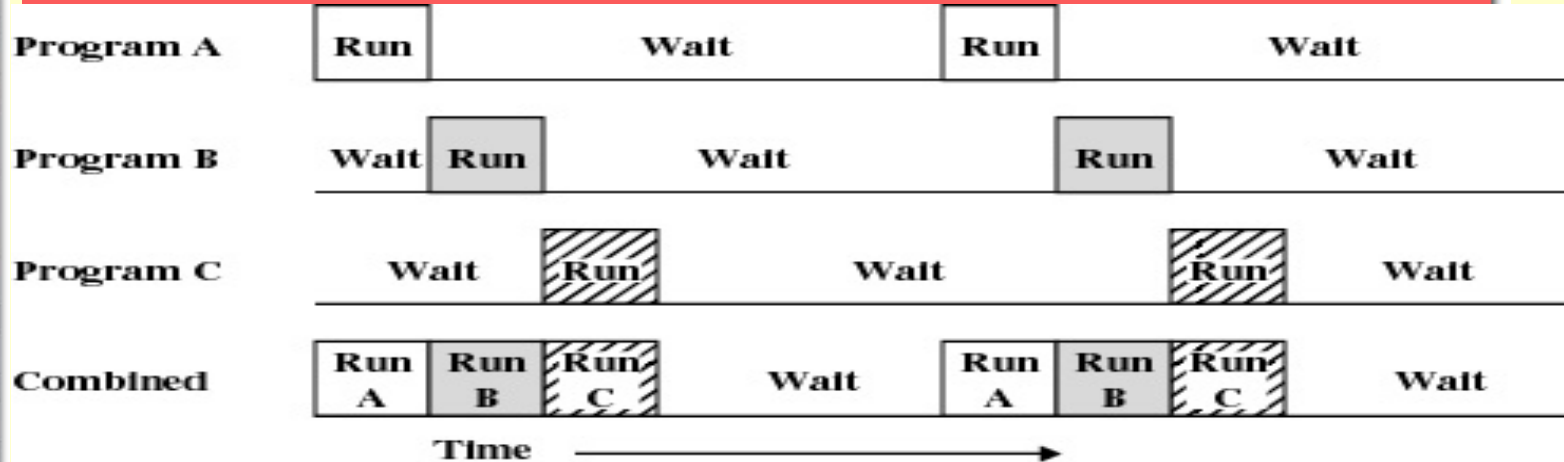 Program A Run Wait Run Wait
Program B Wait Run Wait Run Wait
Program C Wait Run Wait Run Wait
Combined Run A Run B Run C Wait Run A Run B Run C Wait
Time